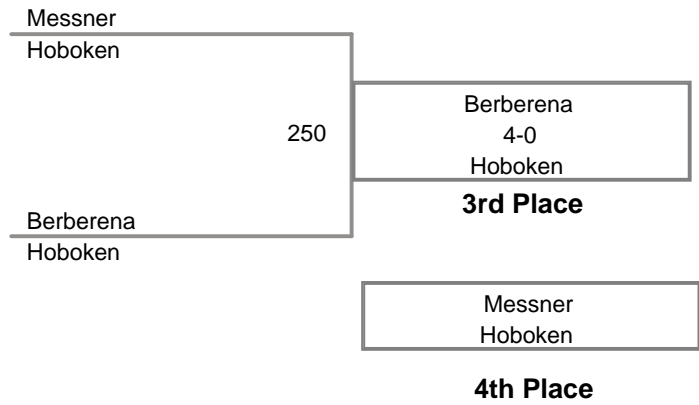 Messner
Hoboken
250
Berberena
4-0
Hoboken
3rd Place
Berberena
Hoboken
Messner
Hoboken
4th Place